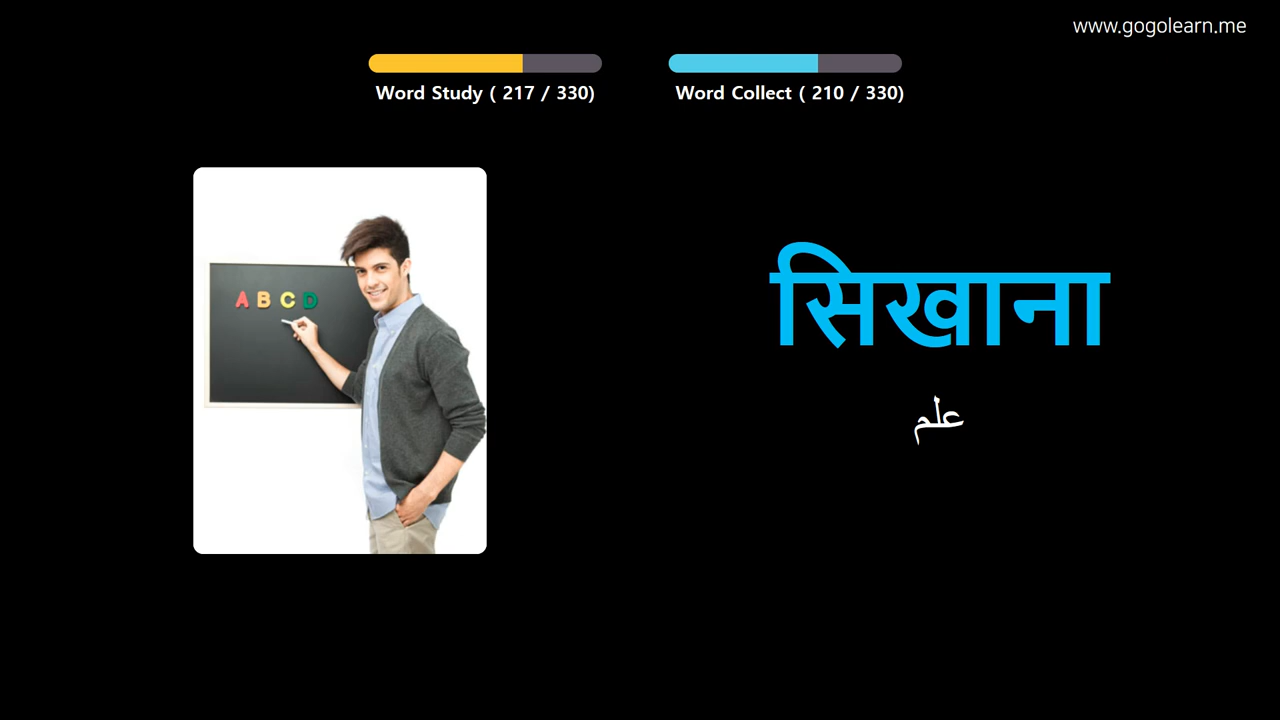 www.gogolearn.me
Word Study ( 217 / 330)
Word Collect ( 210 / 330)
A B C D
सिखाना
علم